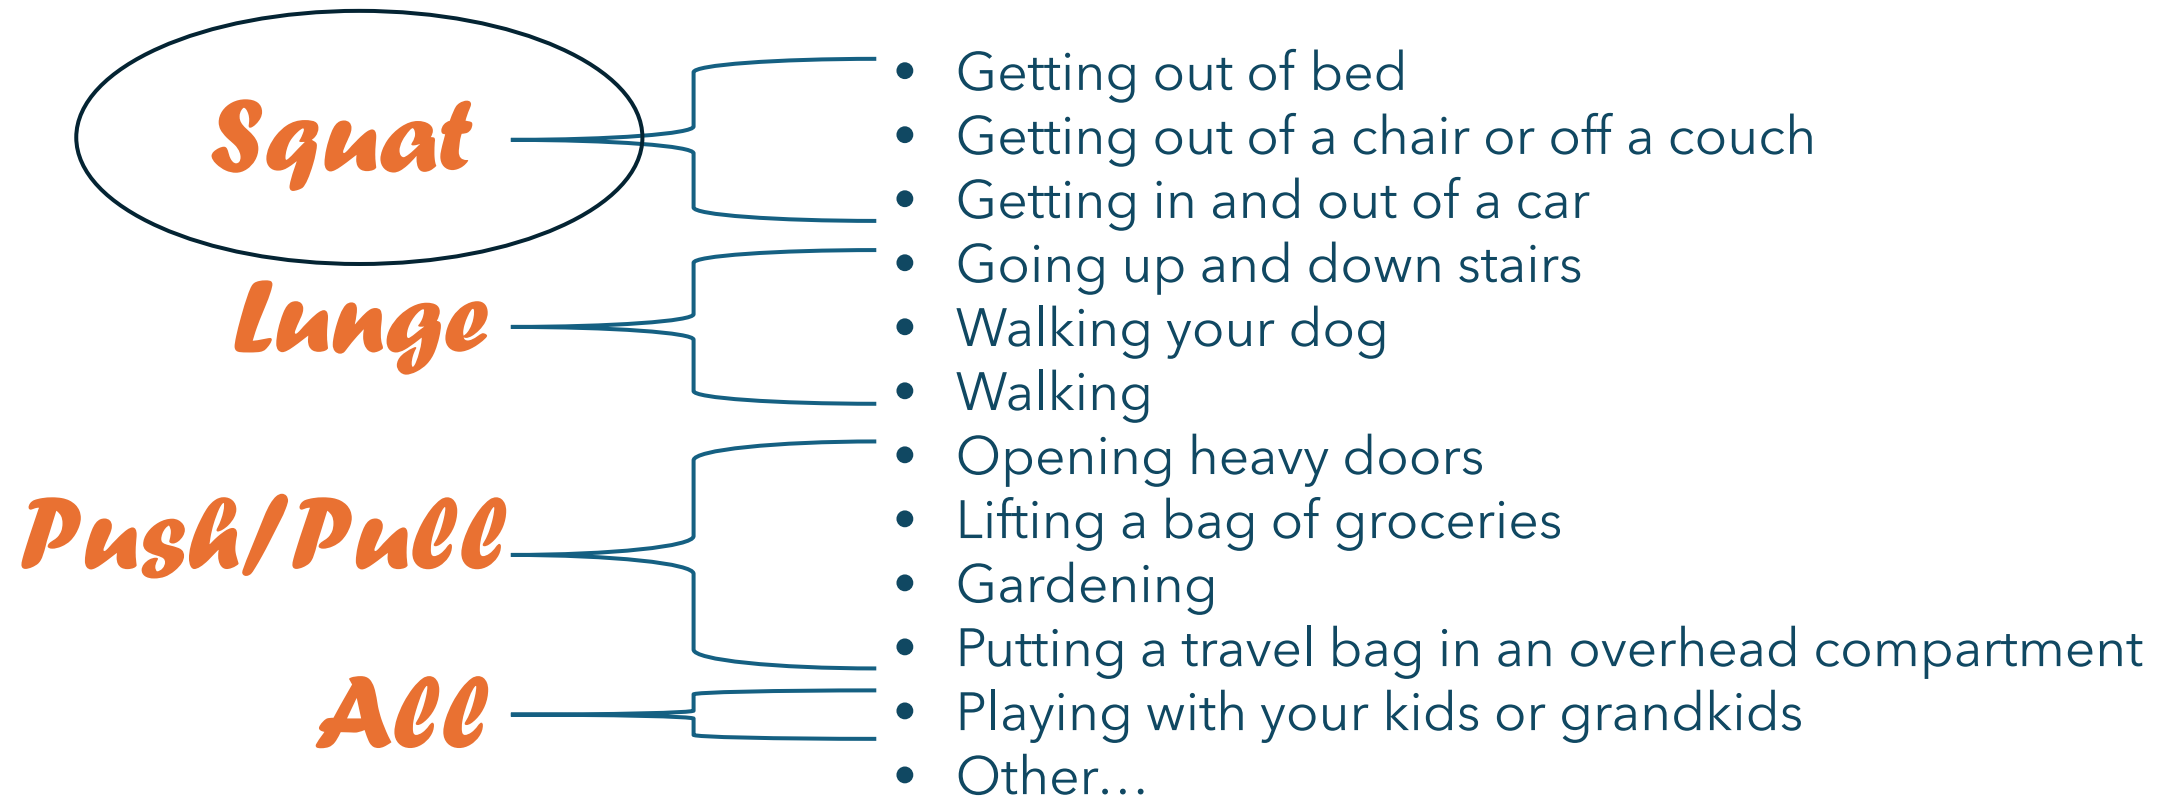 Squat
• Getting out of bed
• Getting out of a chair or off a couch
• Getting in and out of a car
Lunge
• Going up and down stairs
• Walking your dog
• Walking
Push/Pull
• Opening heavy doors
• Lifting a bag of groceries
• Gardening
• Putting a travel bag in an overhead compartment
All
• Playing with your kids or grandkids
• Other...